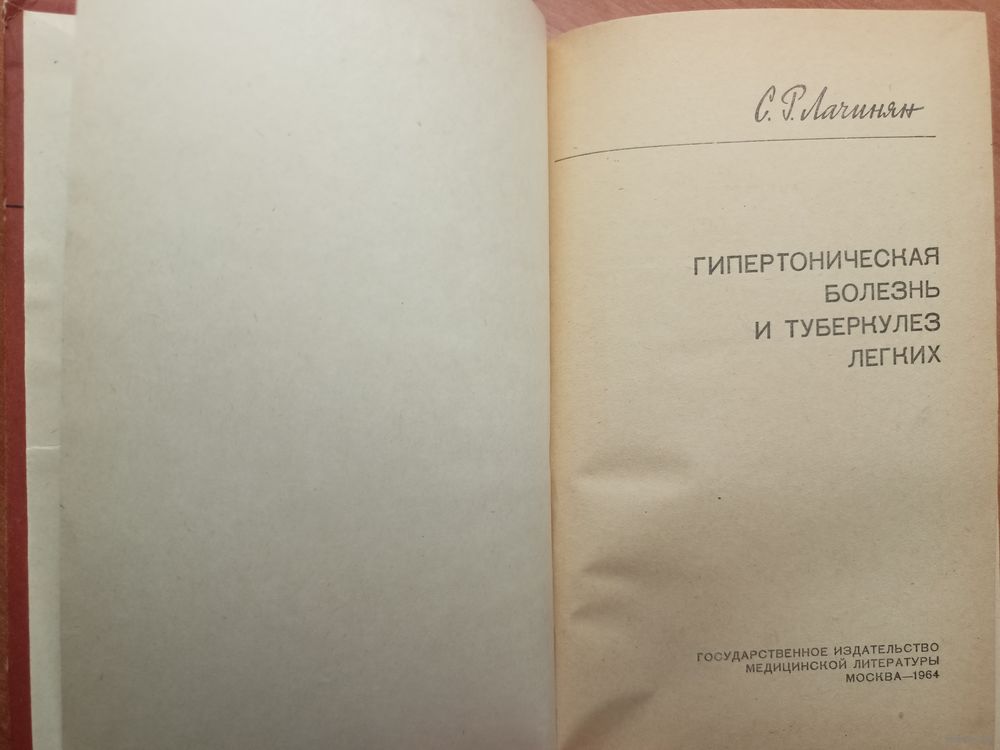 С. Р. Лачинян
ГИПЕРТОНИЧЕСКАЯ
БОЛЕЗНЬ
И ТУБЕРКУЛЕЗ
ЛЕГКИХ
ГОСУДАРСТВЕННОЕ ИЗДАТЕЛЬСТВО
МЕДИЦИНСКОЙ ЛИТЕРАТУРЫ
МОСКВА—1964